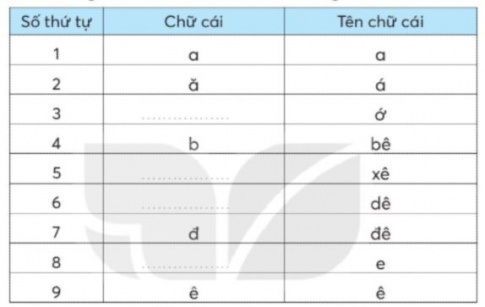 Số thứ tự Chữ cái Tên chữ cái
1 a a
2 ă á
3 ................ ớ
4 b bê
5 ................ xê
6 ................ dê
7 đ đê
8 ................ e
9 ê ê